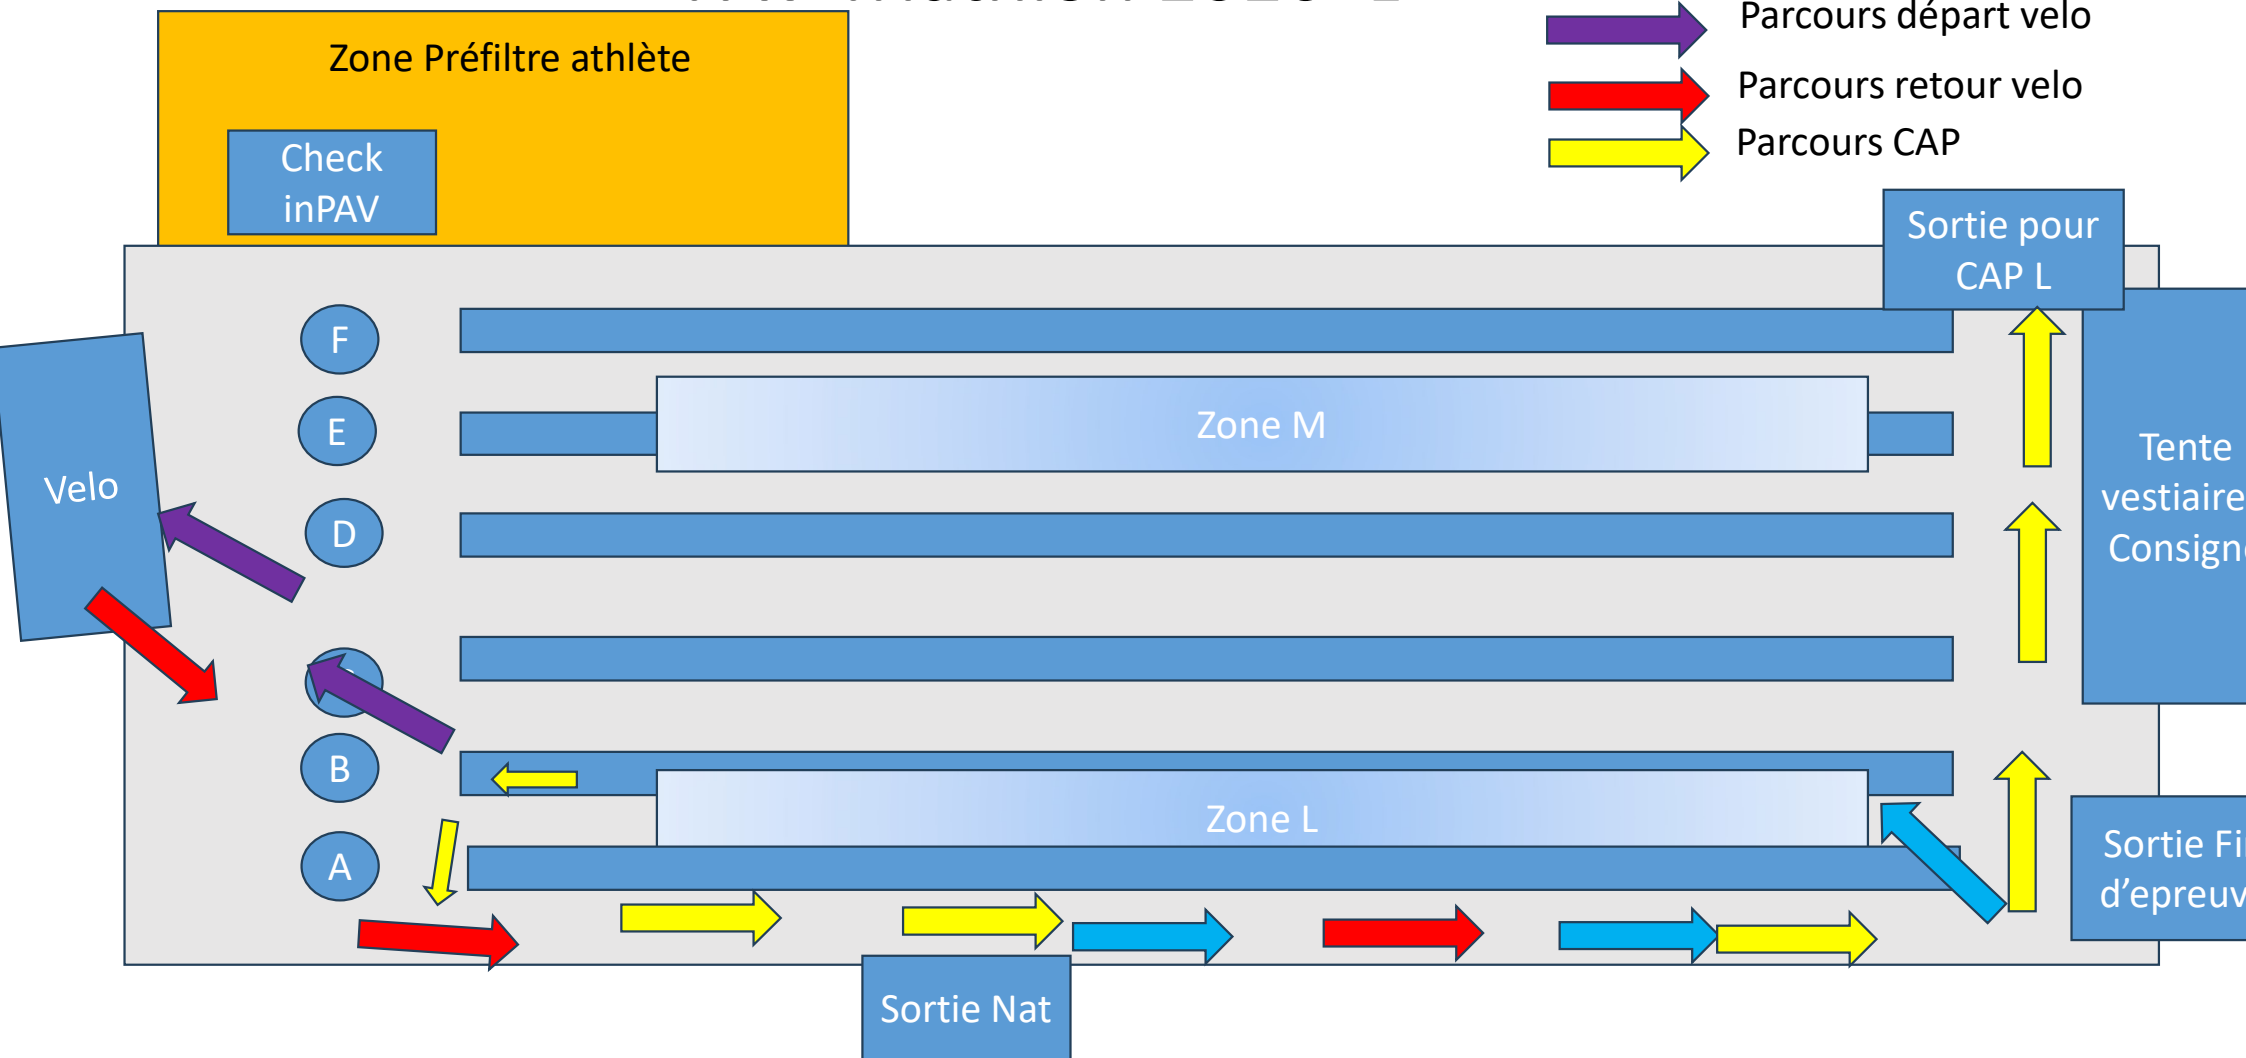 Parcours départ velo
Zone Préfiltre athlète
Parcours retour velo
Parcours CAP
Check
inPAV
Sortie pour
CAP L
F
E
Zone M
Velo
D
Tente
B
Zone L
A
Sortie
Sortie Nat